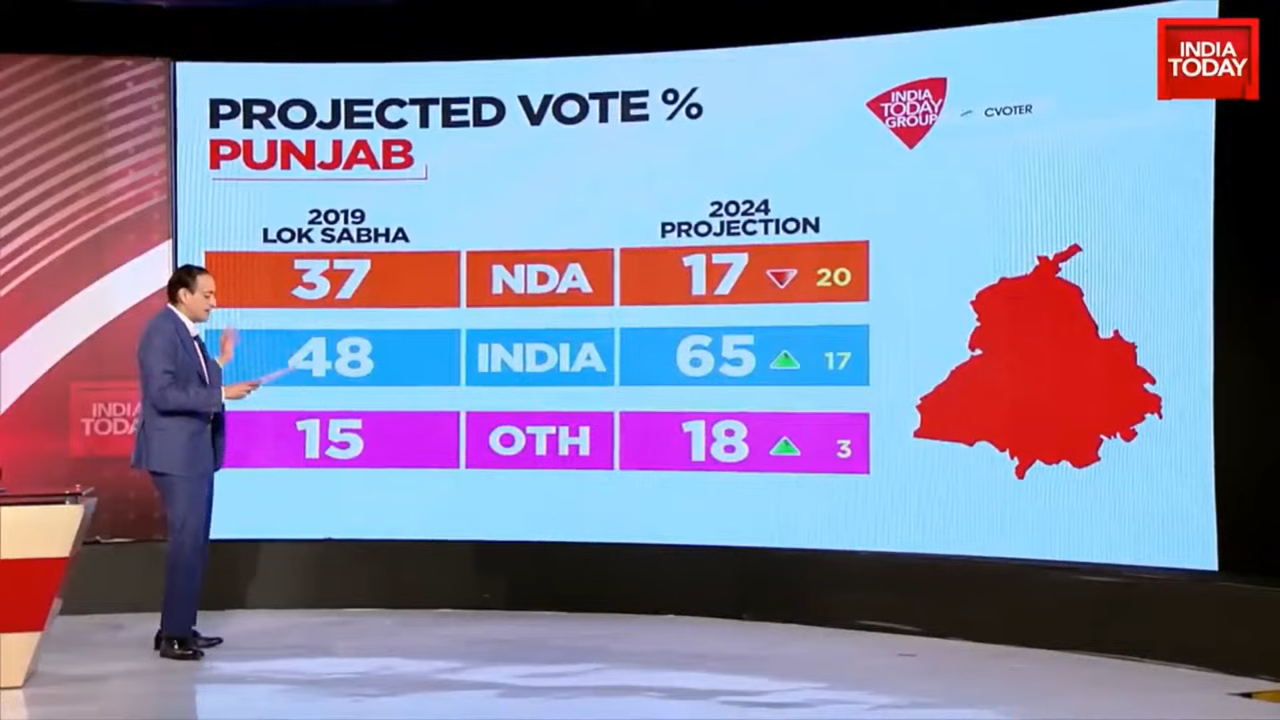 INDIA
TODAY
PROJECTED VOTE %
PUNJAB
INDIA
TODAY
GROUP
CVOTER
2019
LOK SABHA
2024
PROJECTION
37 NDA 17 20
48 INDIA 65 17
15 OTH 18 3
INDIA
TODAY